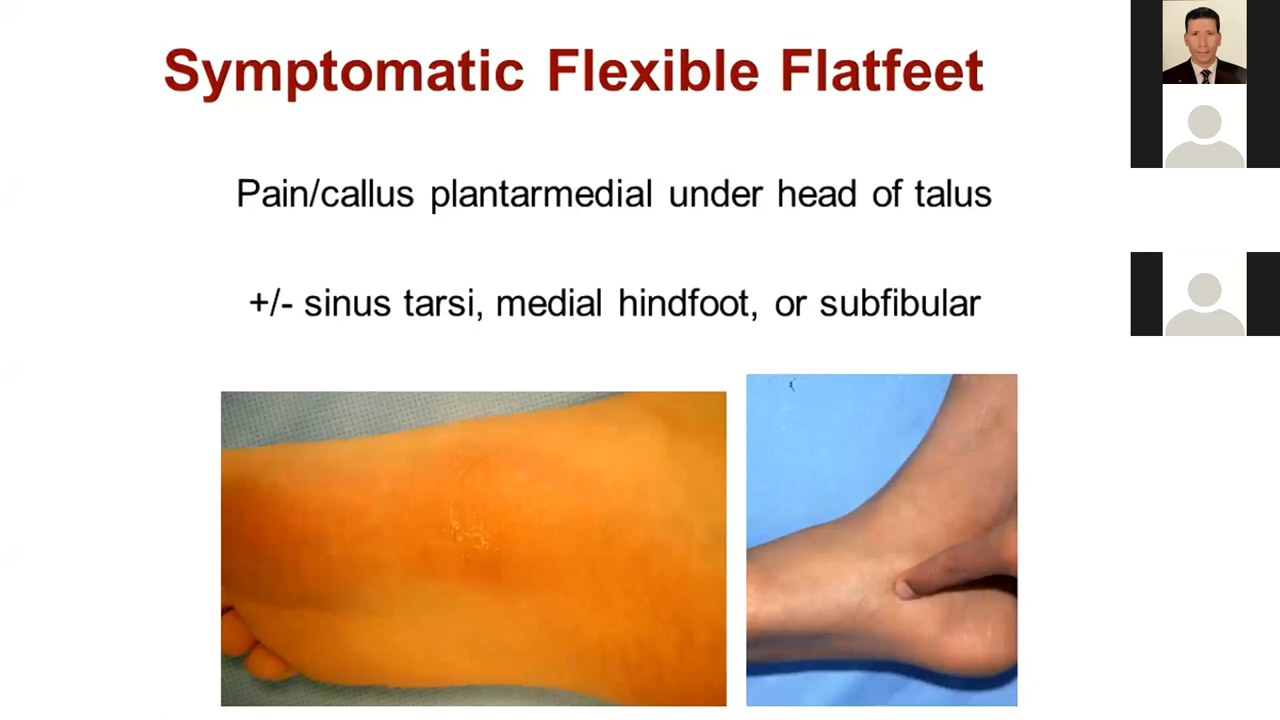 Symptomatic Flexible Flatfeet
Pain/callus plantarmedial under head of talus
+/- sinus tarsi, medial hindfoot, or subfibular